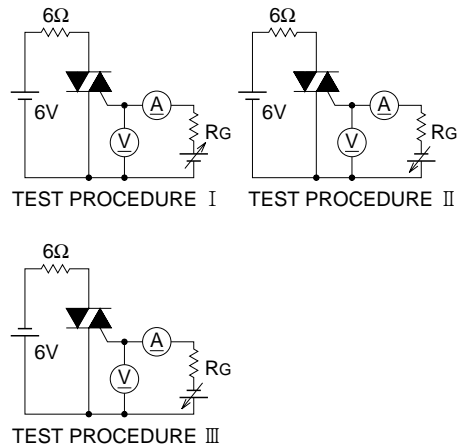 6Ω 6Ω
A A
6V V RG 6V V RG
TEST PROCEDURE Ⅰ TEST PROCEDURE Ⅱ
6Ω
A
6V V RG
TEST PROCEDURE Ⅲ